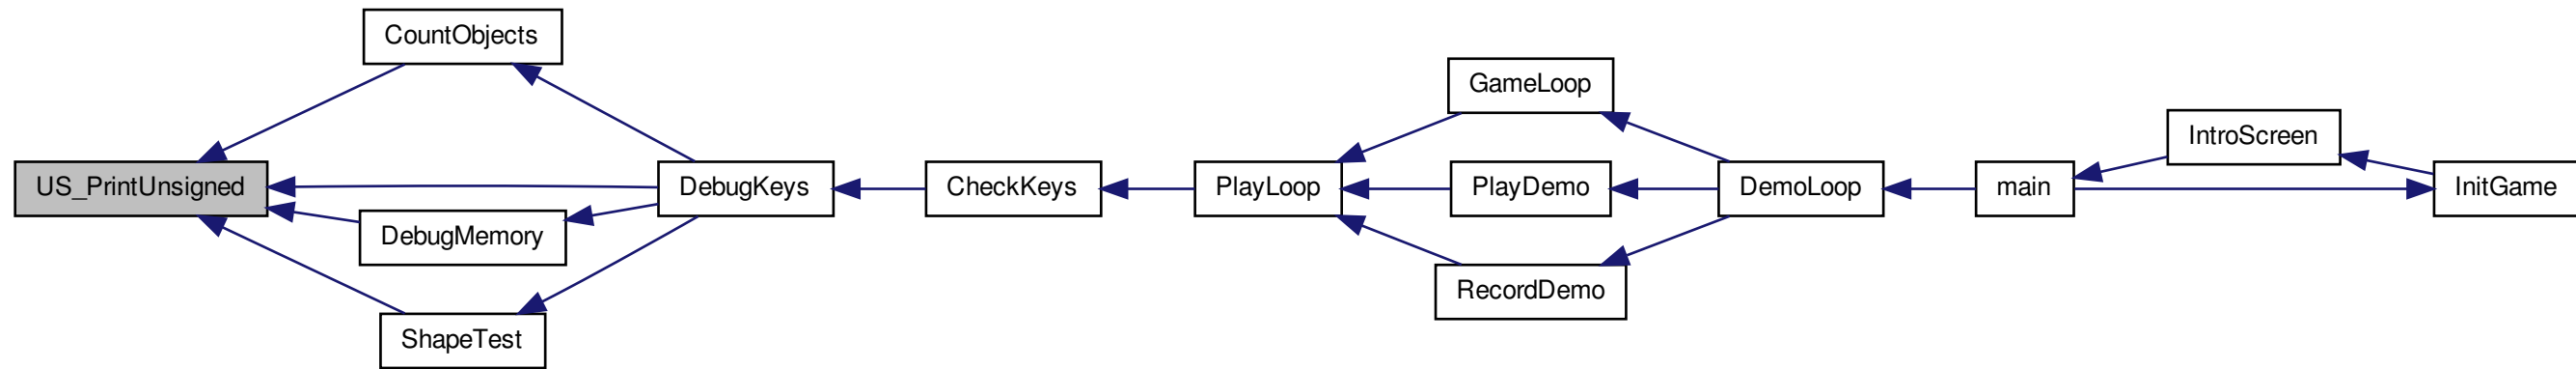 CountObjects
GameLoop
IntroScreen
US_PrintUnsigned
DebugKeys
CheckKeys
PlayLoop
PlayDemo
DemoLoop
main
InitGame
DebugMemory
RecordDemo
ShapeTest